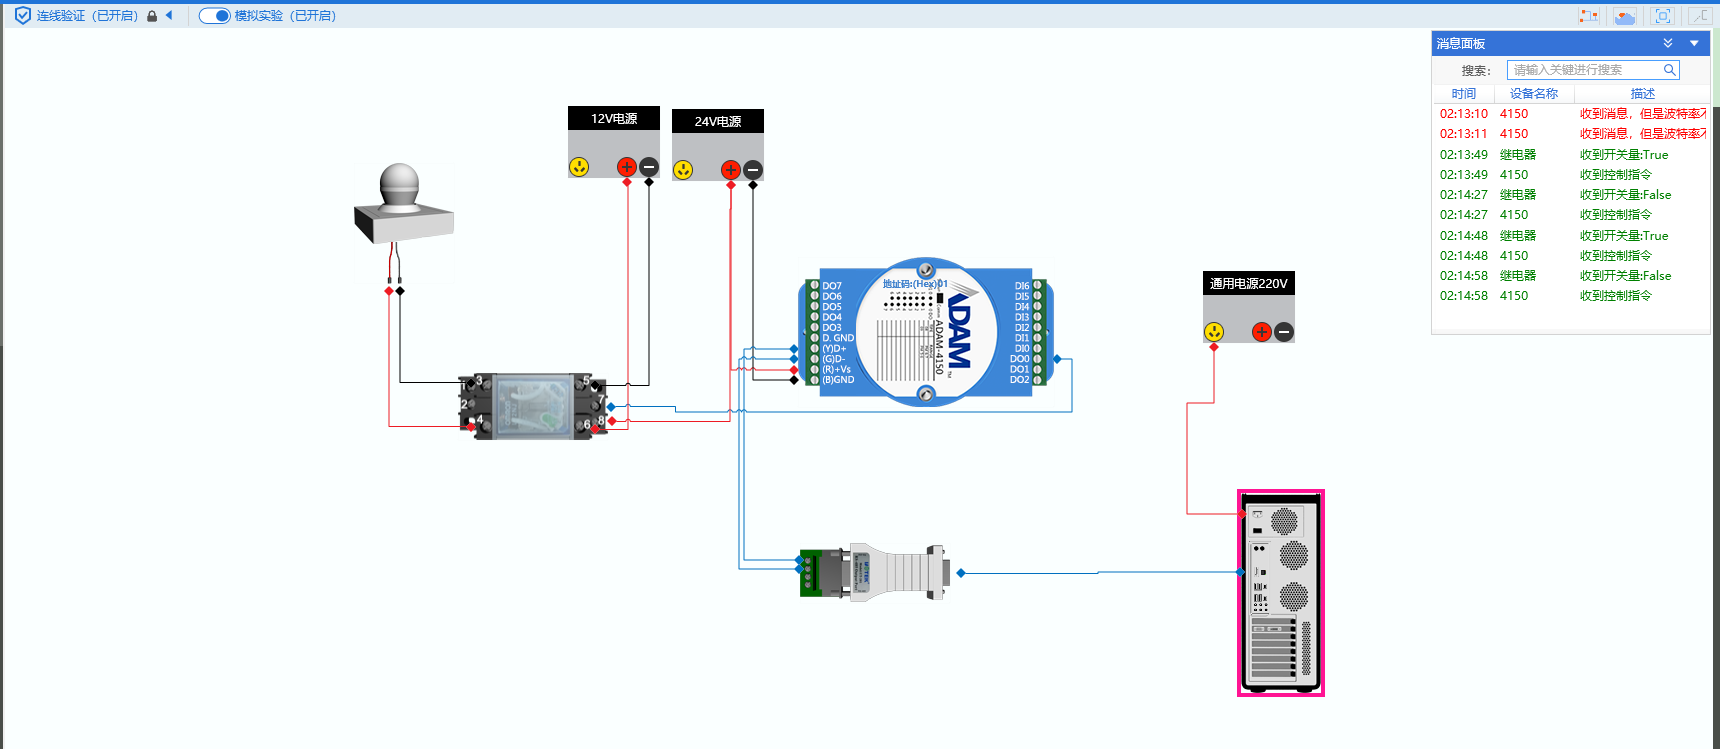 连线验证（已开启）
模拟实验（已开启）
消息面板
搜索：
请输入关键进行搜索
时间 设备名称 描述
02:13:10 4150 收到消息，但是波特率不
02:13:11 4150 收到消息，但是波特率不
02:13:49 继电器 收到开关量:True
02:13:49 4150 收到控制指令
02:14:27 继电器 收到开关量:False
02:14:27 4150 收到控制指令
02:14:48 继电器 收到开关量:True
02:14:48 4150 收到控制指令
02:14:58 继电器 收到开关量:False
02:14:58 4150 收到控制指令
12V电源
24V电源
通用电源220V
地址码:(Hex)01
DO7
DO6
DO5
DO4
DO3
D. GND
(Y)D+
(G)D-
(R)+Vs
(B)GND
DI6
DI5
DI4
DI3
DI2
DI1
DI0
DO0
DO1
DO2
ADAM
ADAM-4150
1
2
3
4
5
6
7
8